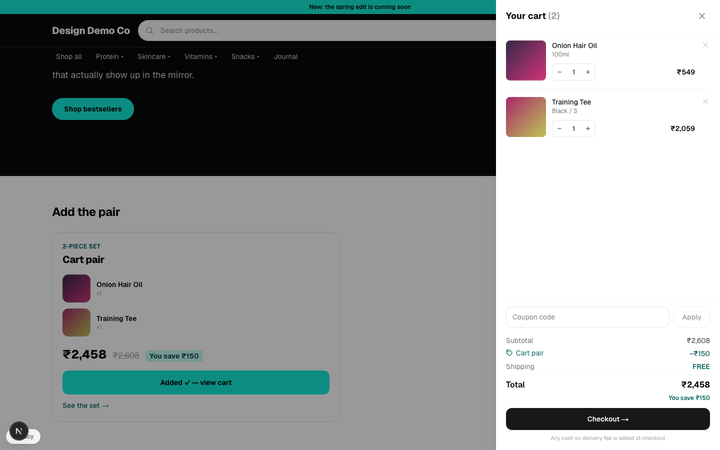 New: the spring edit is coming soon
Design Demo Co
Search products...
Shop all
Protein
Skincare
Vitamins
Snacks
Journal
that actually show up in the mirror.
Shop bestsellers
Add the pair
2-PIECE SET
Cart pair
Onion Hair Oil
×1
Training Tee
×1
₹2,458 ₹2,608 You save ₹150
Added ✓ — view cart
See the set →
N
Your cart (2)
Onion Hair Oil
100ml
− 1 + ₹549
Training Tee
Black / S
− 1 + ₹2,059
Coupon code Apply
Subtotal ₹2,608
Cart pair −₹150
Shipping FREE
Total ₹2,458
You save ₹150
Checkout →
Any cash on delivery fee is added at checkout